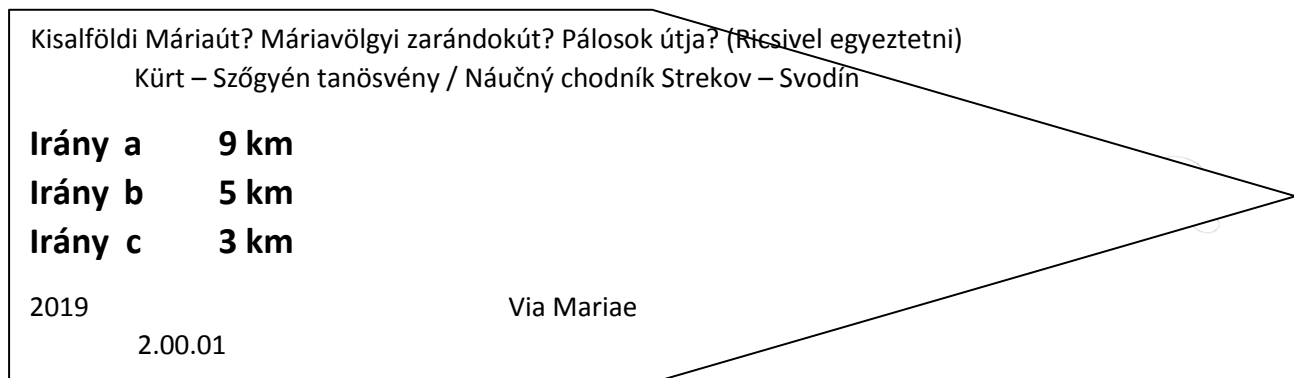 Kisalföldi Máriaút? Máriavölgyi zarándokút? Pálosok útja? (Ricsivel egyeztetni)
Kürt – Szőgyén tanösvény / Náučný chodník Strekov – Svodín
Irány a 9 km
Irány b 5 km
Irány c 3 km
2019 Via Mariae
2.00.01